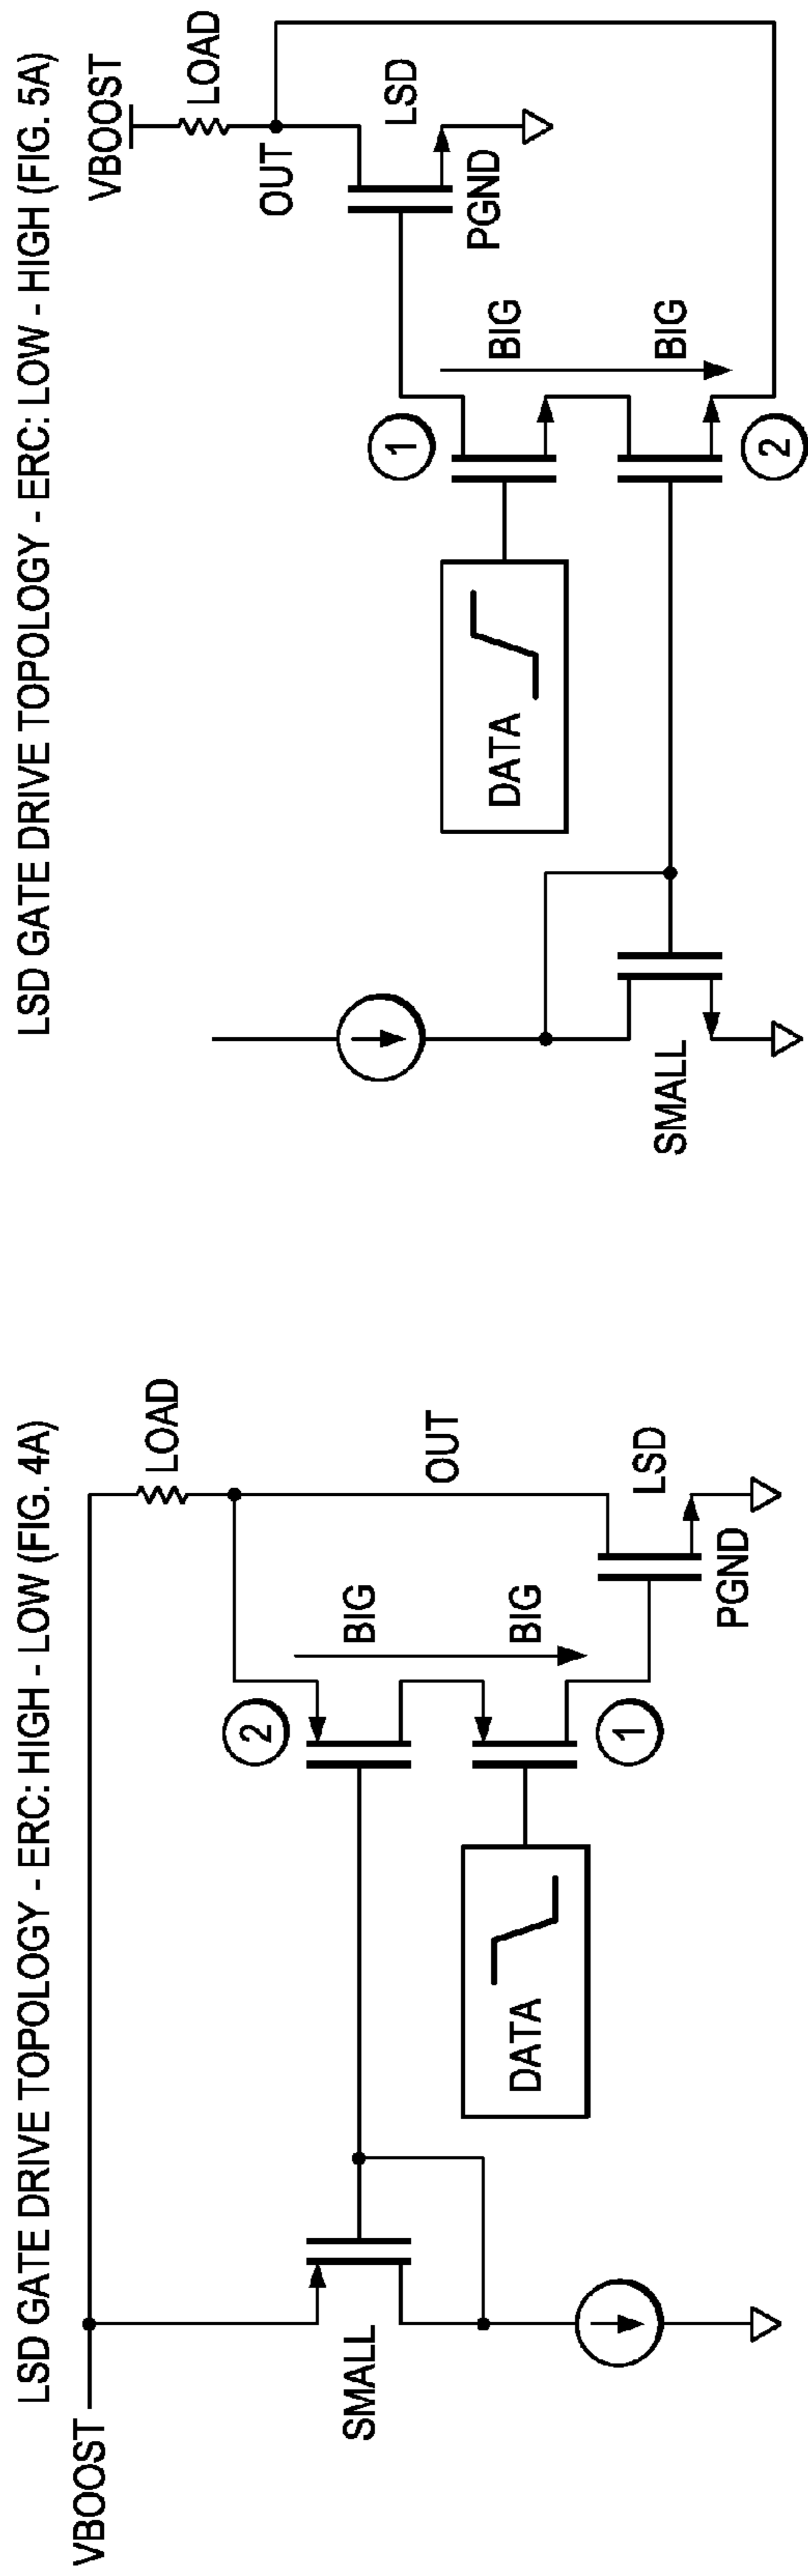 LSD GATE DRIVE TOPOLOGY - ERC: HIGH - LOW (FIG. 4A)
VBOOST
LOAD
2
BIG
OUT
SMALL
DATA
BIG
1
LSD
PGND
LSD GATE DRIVE TOPOLOGY - ERC: LOW - HIGH (FIG. 5A)
VBOOST
LOAD
OUT
LSD
PGND
1
BIG
DATA
BIG
SMALL
2